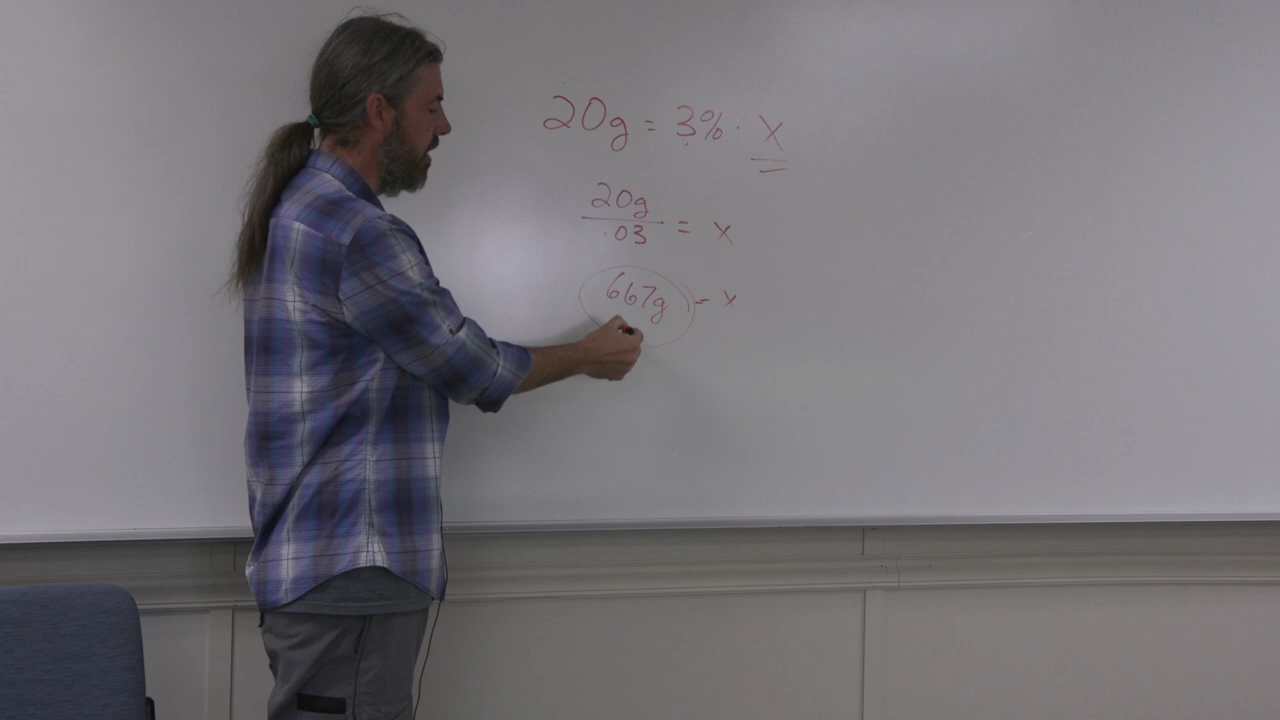 20g = 3% · X
20g
.03 = x
667g = x